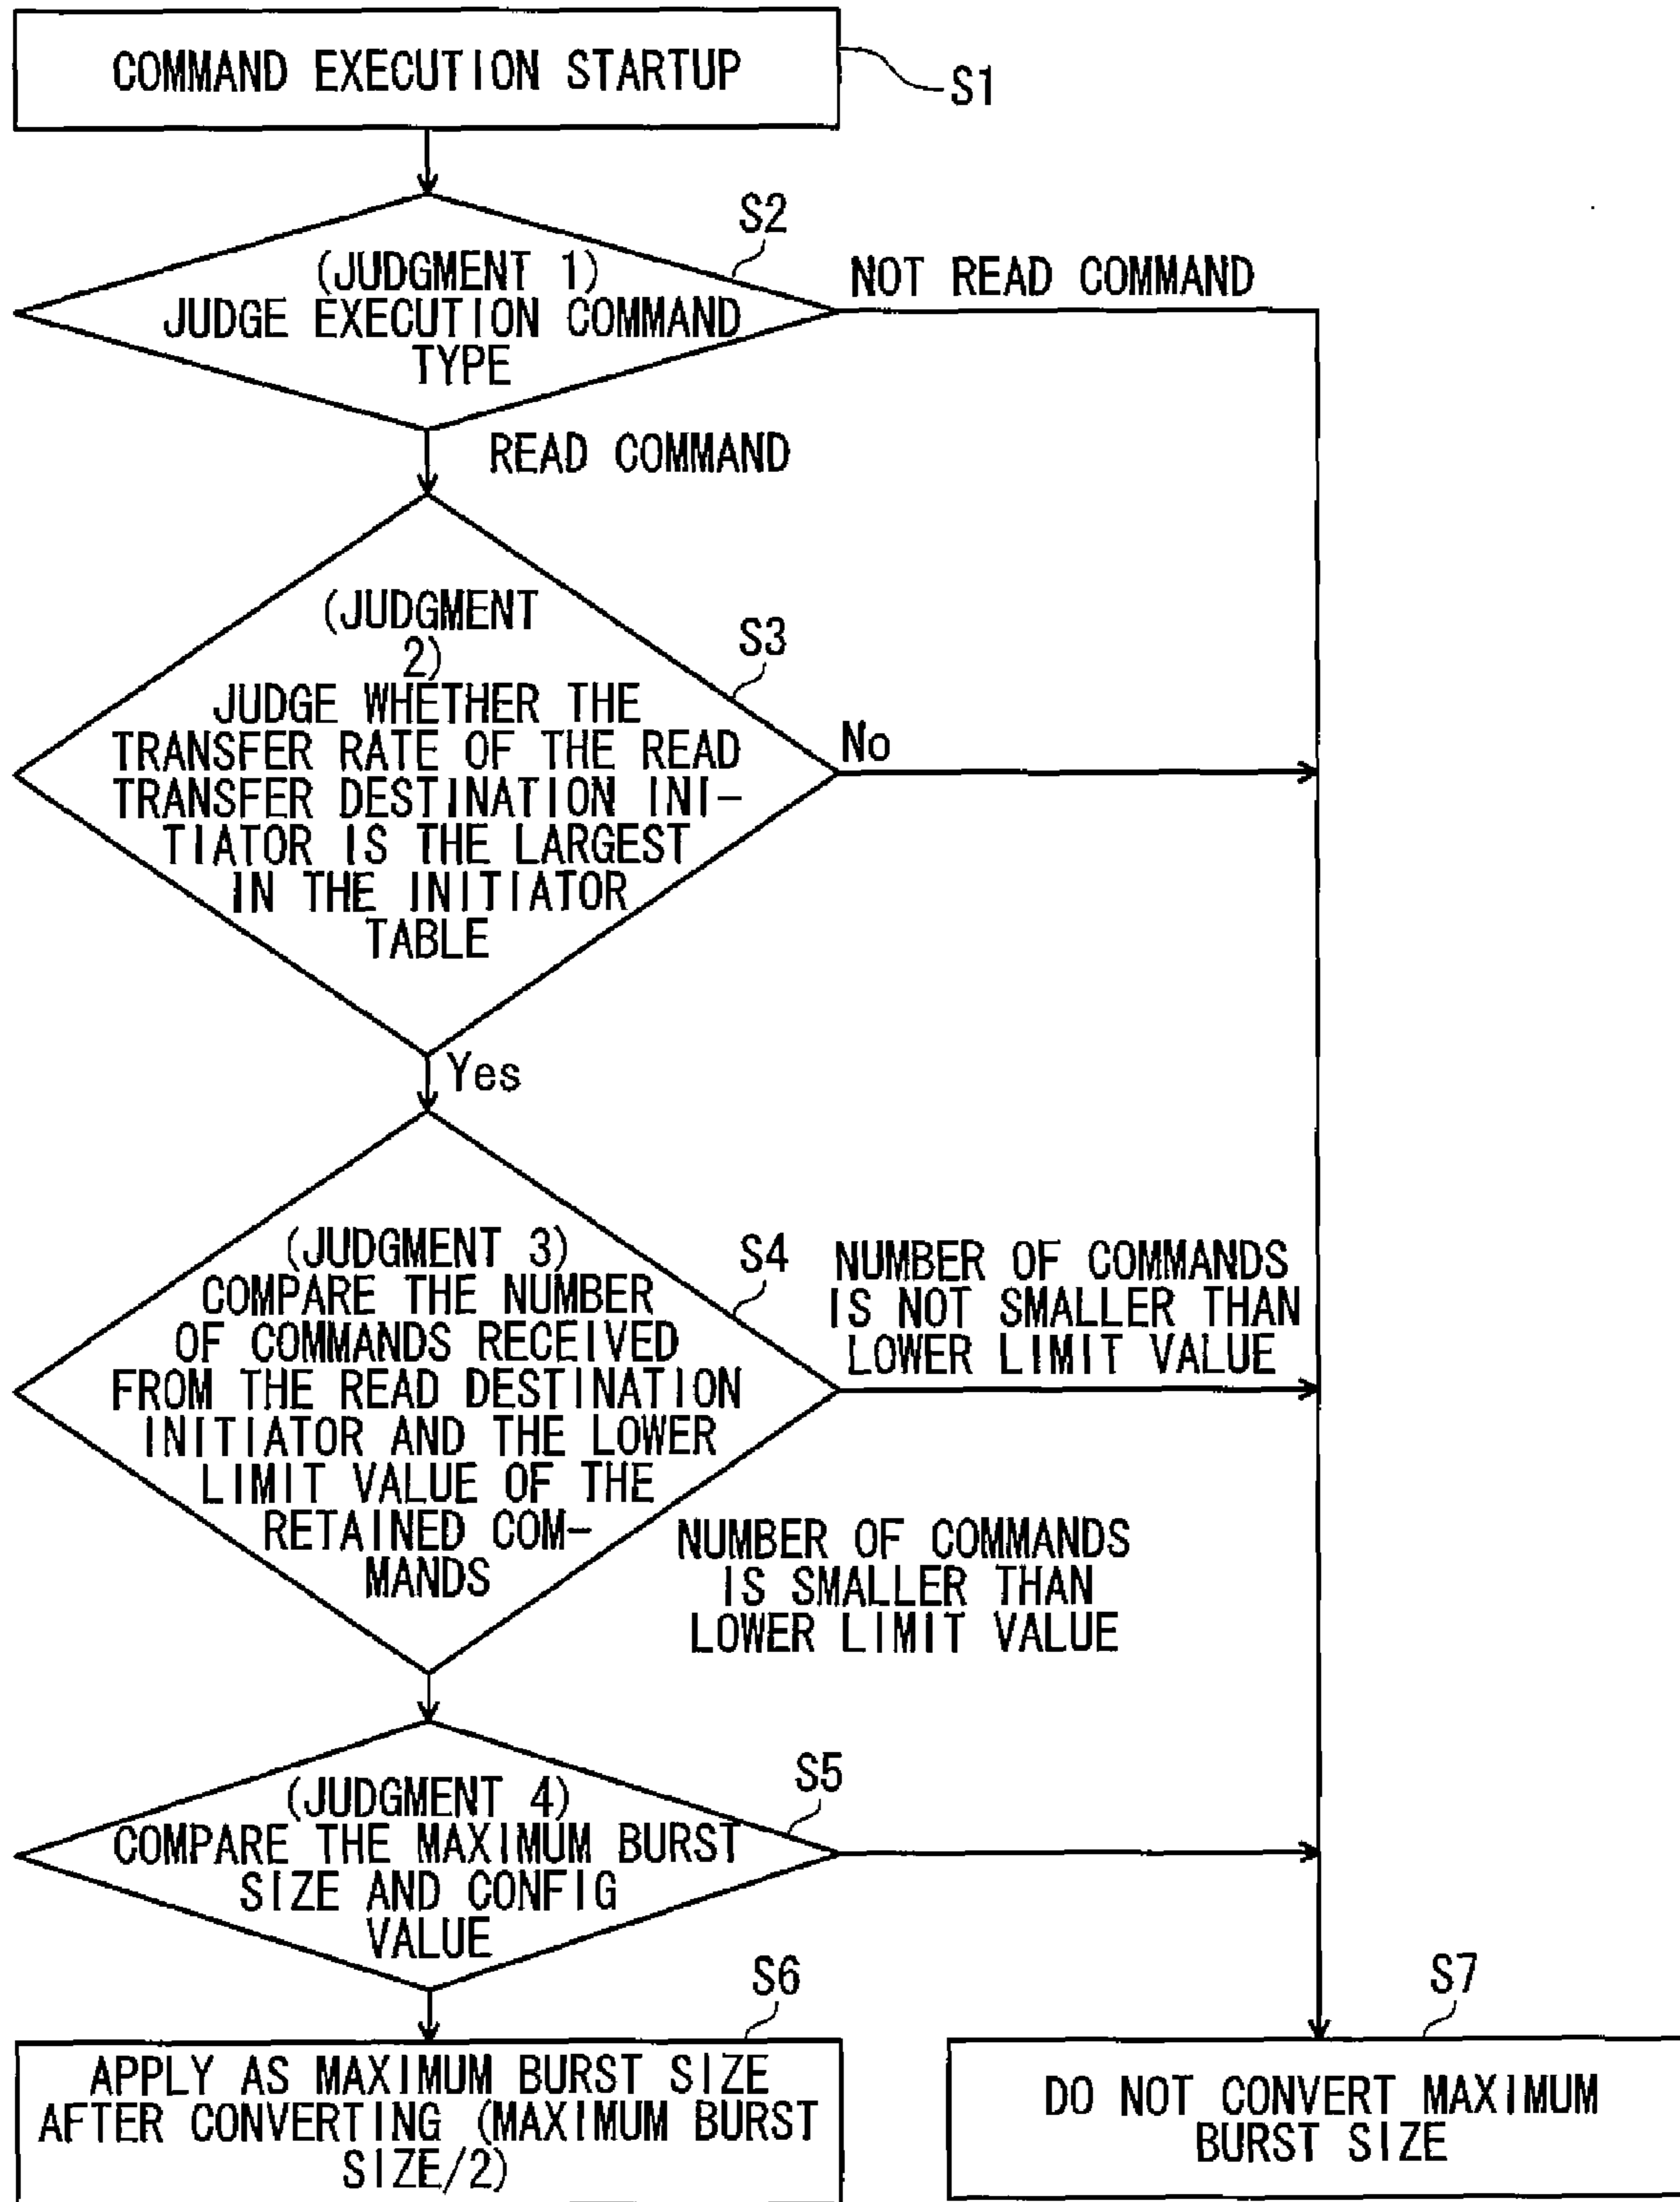 COMMAND EXECUTION STARTUP
S1
S2
(JUDGMENT 1)
JUDGE EXECUTION COMMAND
TYPE
NOT READ COMMAND
READ COMMAND
S3
(JUDGMENT
2)
JUDGE WHETHER THE
TRANSFER RATE OF THE READ
TRANSFER DESTINATION INI-
TIATOR IS THE LARGEST
IN THE INITIATOR
TABLE
No
Yes
S4
(JUDGMENT 3)
COMPARE THE NUMBER
OF COMMANDS RECEIVED
FROM THE READ DESTINATION
INITIATOR AND THE LOWER
LIMIT VALUE OF THE
RETAINED COM-
MANDS
NUMBER OF COMMANDS
IS NOT SMALLER THAN
LOWER LIMIT VALUE
NUMBER OF COMMANDS
IS SMALLER THAN
LOWER LIMIT VALUE
S5
(JUDGMENT 4)
COMPARE THE MAXIMUM BURST
SIZE AND CONFIG
VALUE
S6
APPLY AS MAXIMUM BURST SIZE
AFTER CONVERTING (MAXIMUM BURST
SIZE/2)
S7
DO NOT CONVERT MAXIMUM
BURST SIZE